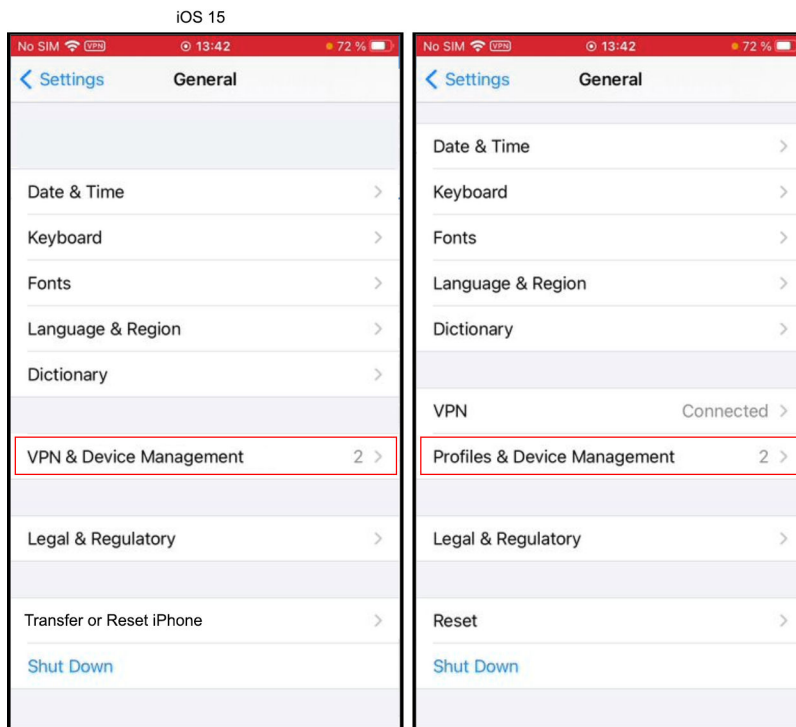 iOS 15
No SIM VPN 13:42 72 %
Settings General
Date & Time
Keyboard
Fonts
Language & Region
Dictionary
VPN & Device Management 2
Legal & Regulatory
Transfer or Reset iPhone
Shut Down
No SIM VPN 13:42 72 %
Settings General
Date & Time
Keyboard
Fonts
Language & Region
Dictionary
VPN Connected
Profiles & Device Management 2
Legal & Regulatory
Reset
Shut Down